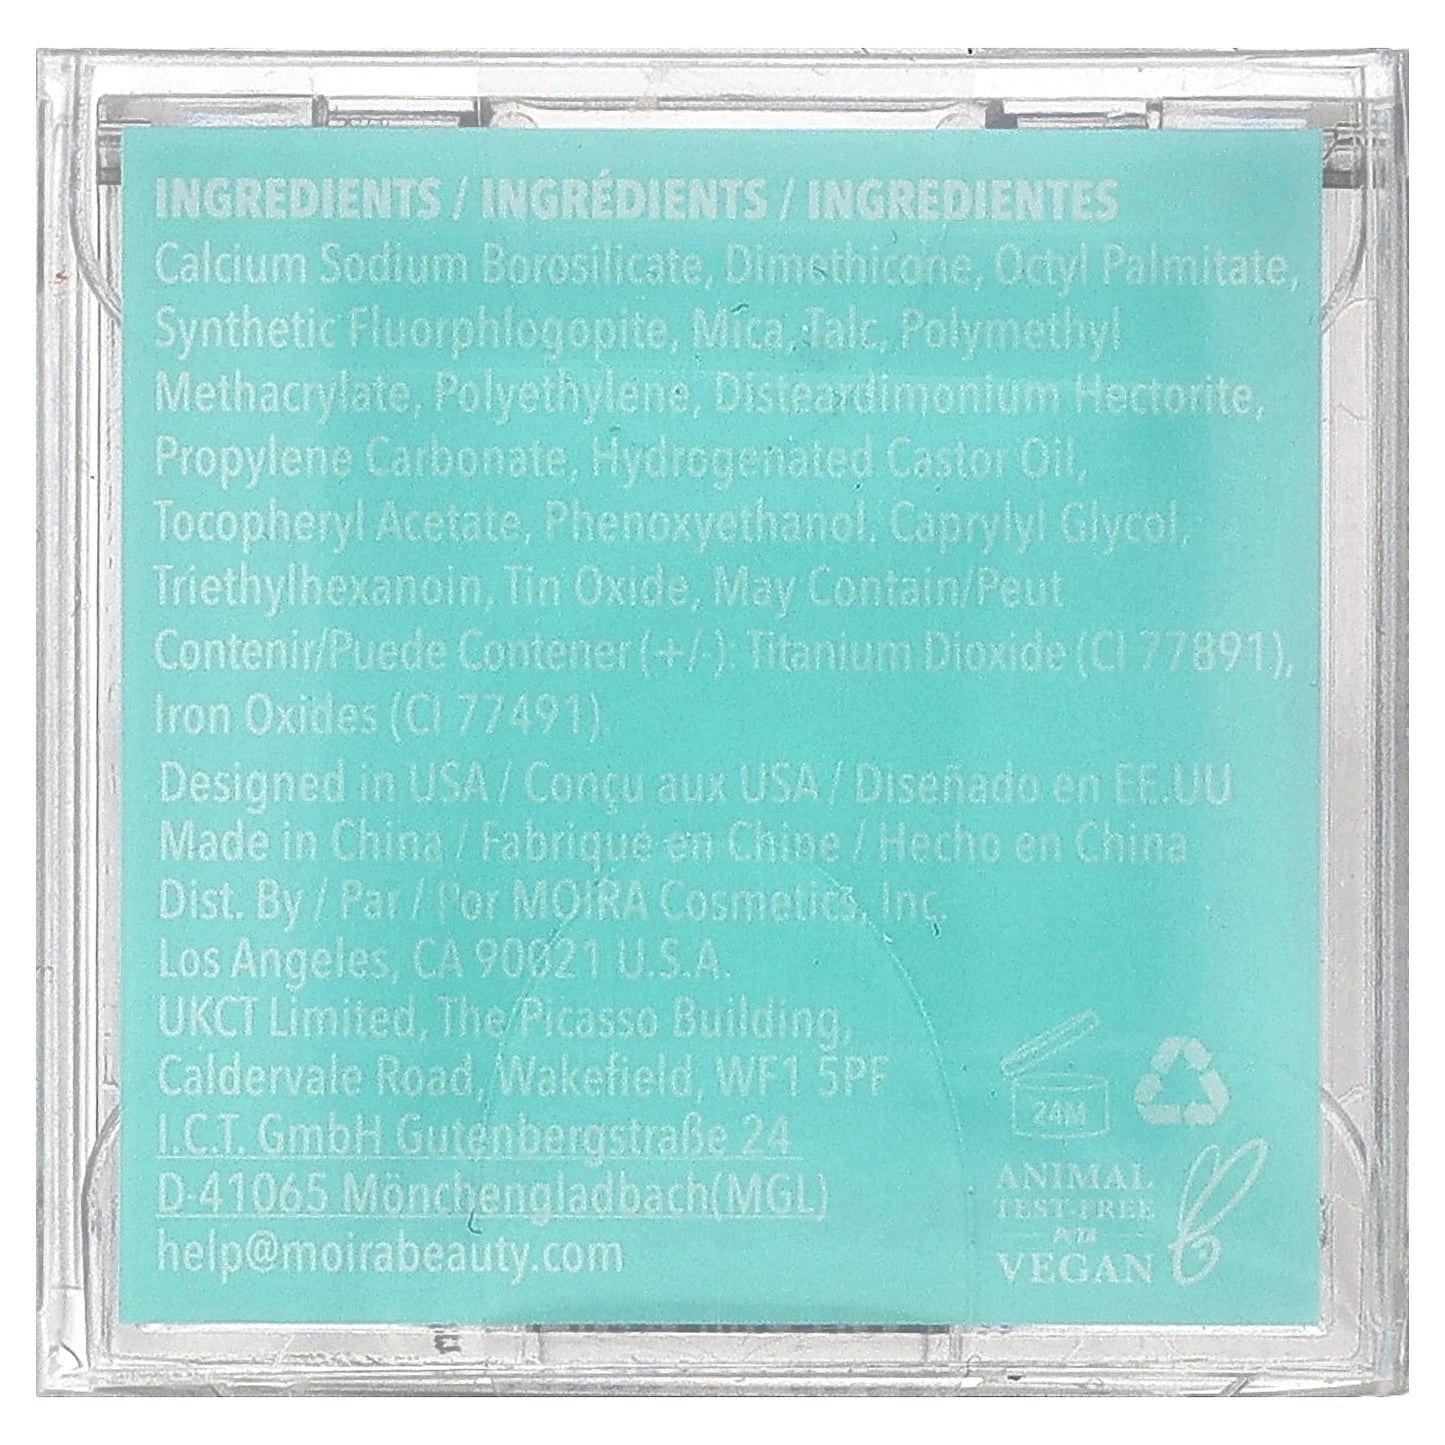 INGREDIENTS / INGRÉDIENTS / INGREDIENTES
Calcium Sodium Borosilicate, Dimethicone, Octyl Palmitate,
Synthetic Fluorphlogopite, Mica, Talc, Polymethyl
Methacrylate, Polyethylene, Disteardimonium Hectorite,
Propylene Carbonate, Hydrogenated Castor Oil,
Tocopheryl Acetate, Phenoxyethanol, Caprylyl Glycol,
Triethylhexanoin, Tin Oxide, May Contain/Peut
Contenir/Puede Contener (+/-): Titanium Dioxide (CI 77891),
Iron Oxides (CI 77491).
Designed in USA / Conçu aux USA / Diseñado en EE.UU
Made in China / Fabriqué en Chine / Hecho en China
Dist. By / Par / Por MOIRA Cosmetics, Inc.
Los Angeles, CA 90021 U.S.A.
UKCT Limited, The Picasso Building,
Caldervale Road, Wakefield, WF1 5PF
I.C.T. GmbH Gutenbergstraße 24
D-41065 Mönchengladbach(MGL)
help@moirabeauty.com
24M
ANIMAL
TEST-FREE
PETA
VEGAN